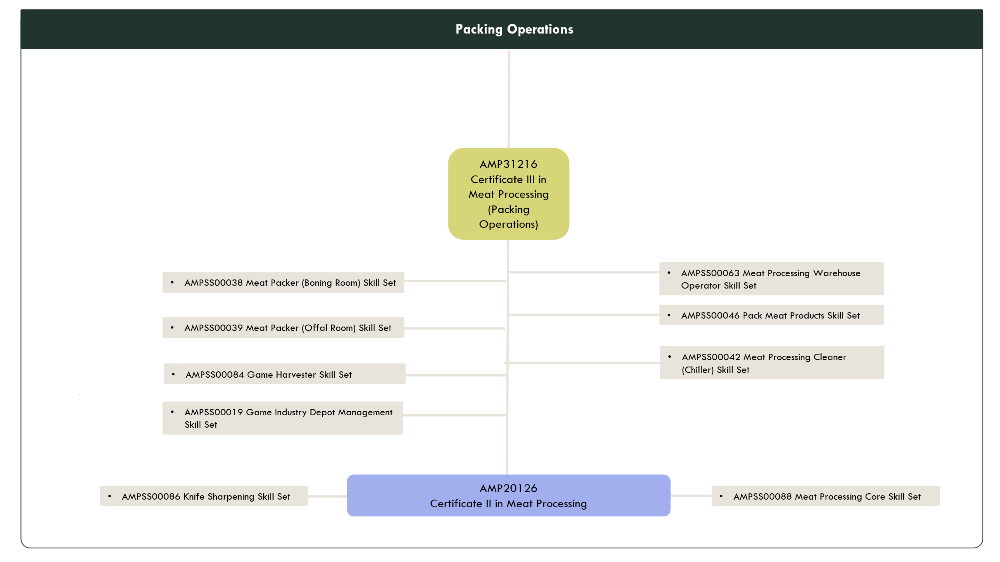 Packing Operations
AMP31216
Certificate III in
Meat Processing
(Packing
Operations)
• AMPSS00038 Meat Packer (Boning Room) Skill Set
• AMPSS00039 Meat Packer (Offal Room) Skill Set
• AMPSS00084 Game Harvester Skill Set
• AMPSS00019 Game Industry Depot Management
Skill Set
• AMPSS00063 Meat Processing Warehouse
Operator Skill Set
• AMPSS00046 Pack Meat Products Skill Set
• AMPSS00042 Meat Processing Cleaner
(Chiller) Skill Set
• AMPSS00086 Knife Sharpening Skill Set
AMP20126
Certificate II in Meat Processing
• AMPSS00088 Meat Processing Core Skill Set